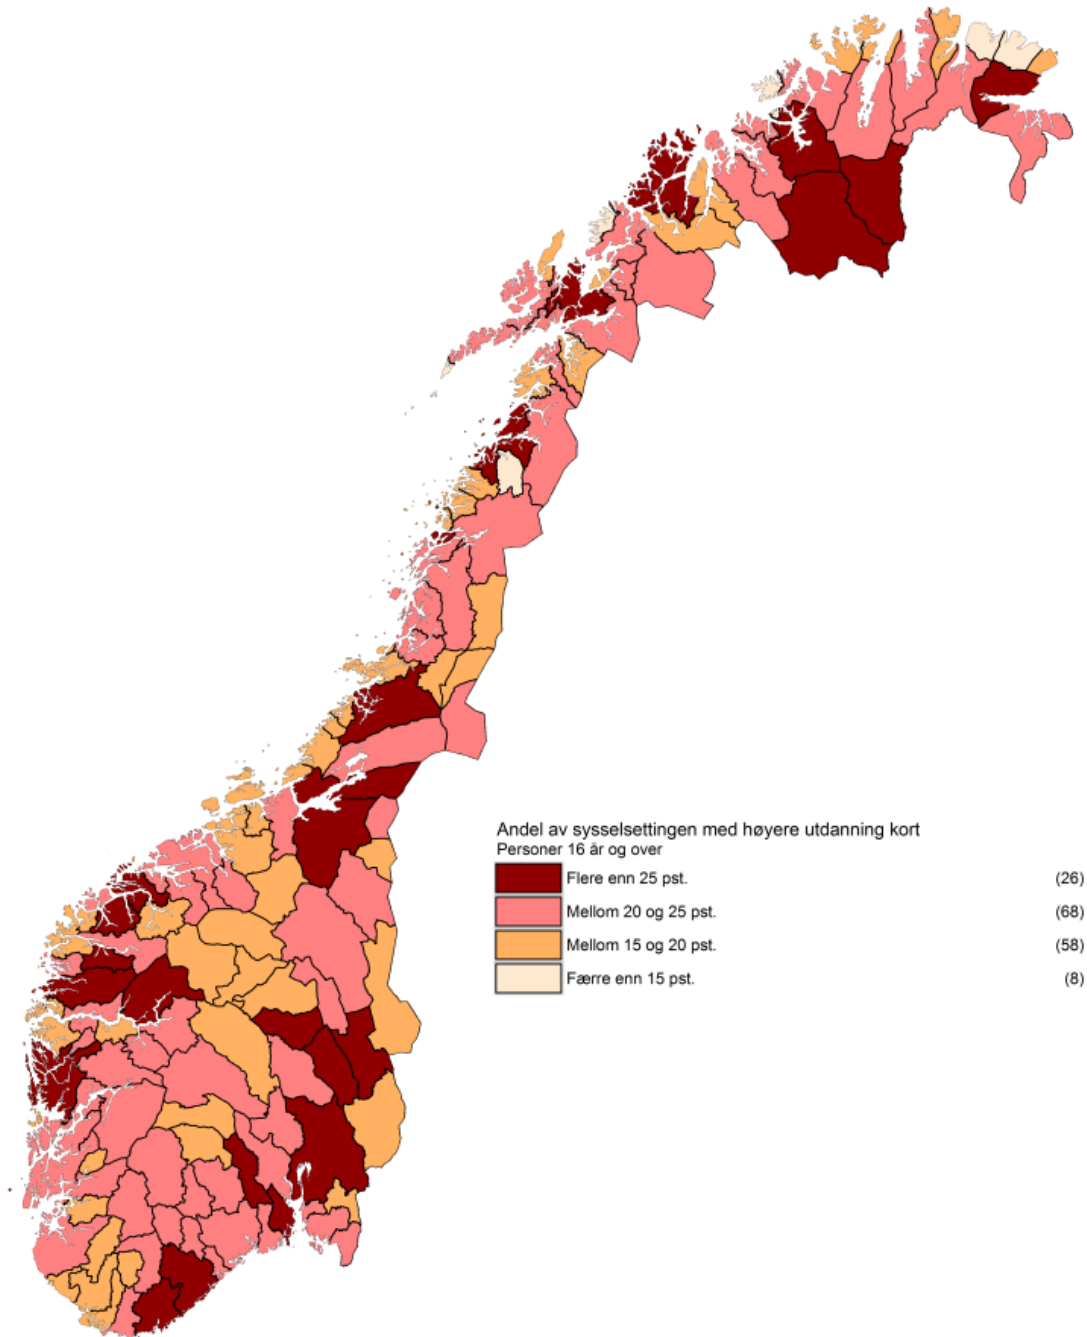 Andel av sysselsettingen med høyere utdanning kort
Personer 16 år og over
Flere enn 25 pst. (26)
Mellom 20 og 25 pst. (68)
Mellom 15 og 20 pst. (58)
Færre enn 15 pst. (8)